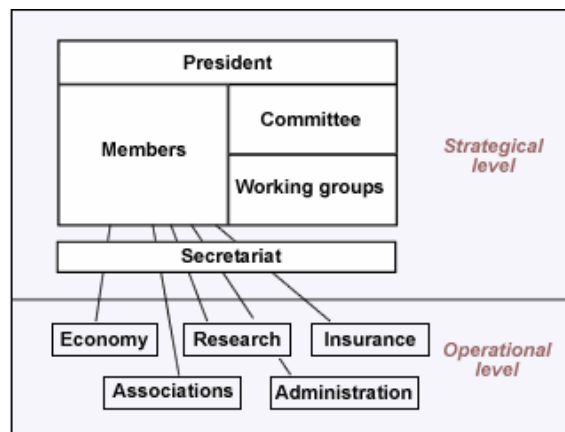 President
Members
Committee
Working groups
Strategical
level
Secretariat
Economy
Research
Insurance
Associations
Administration
Operational
level